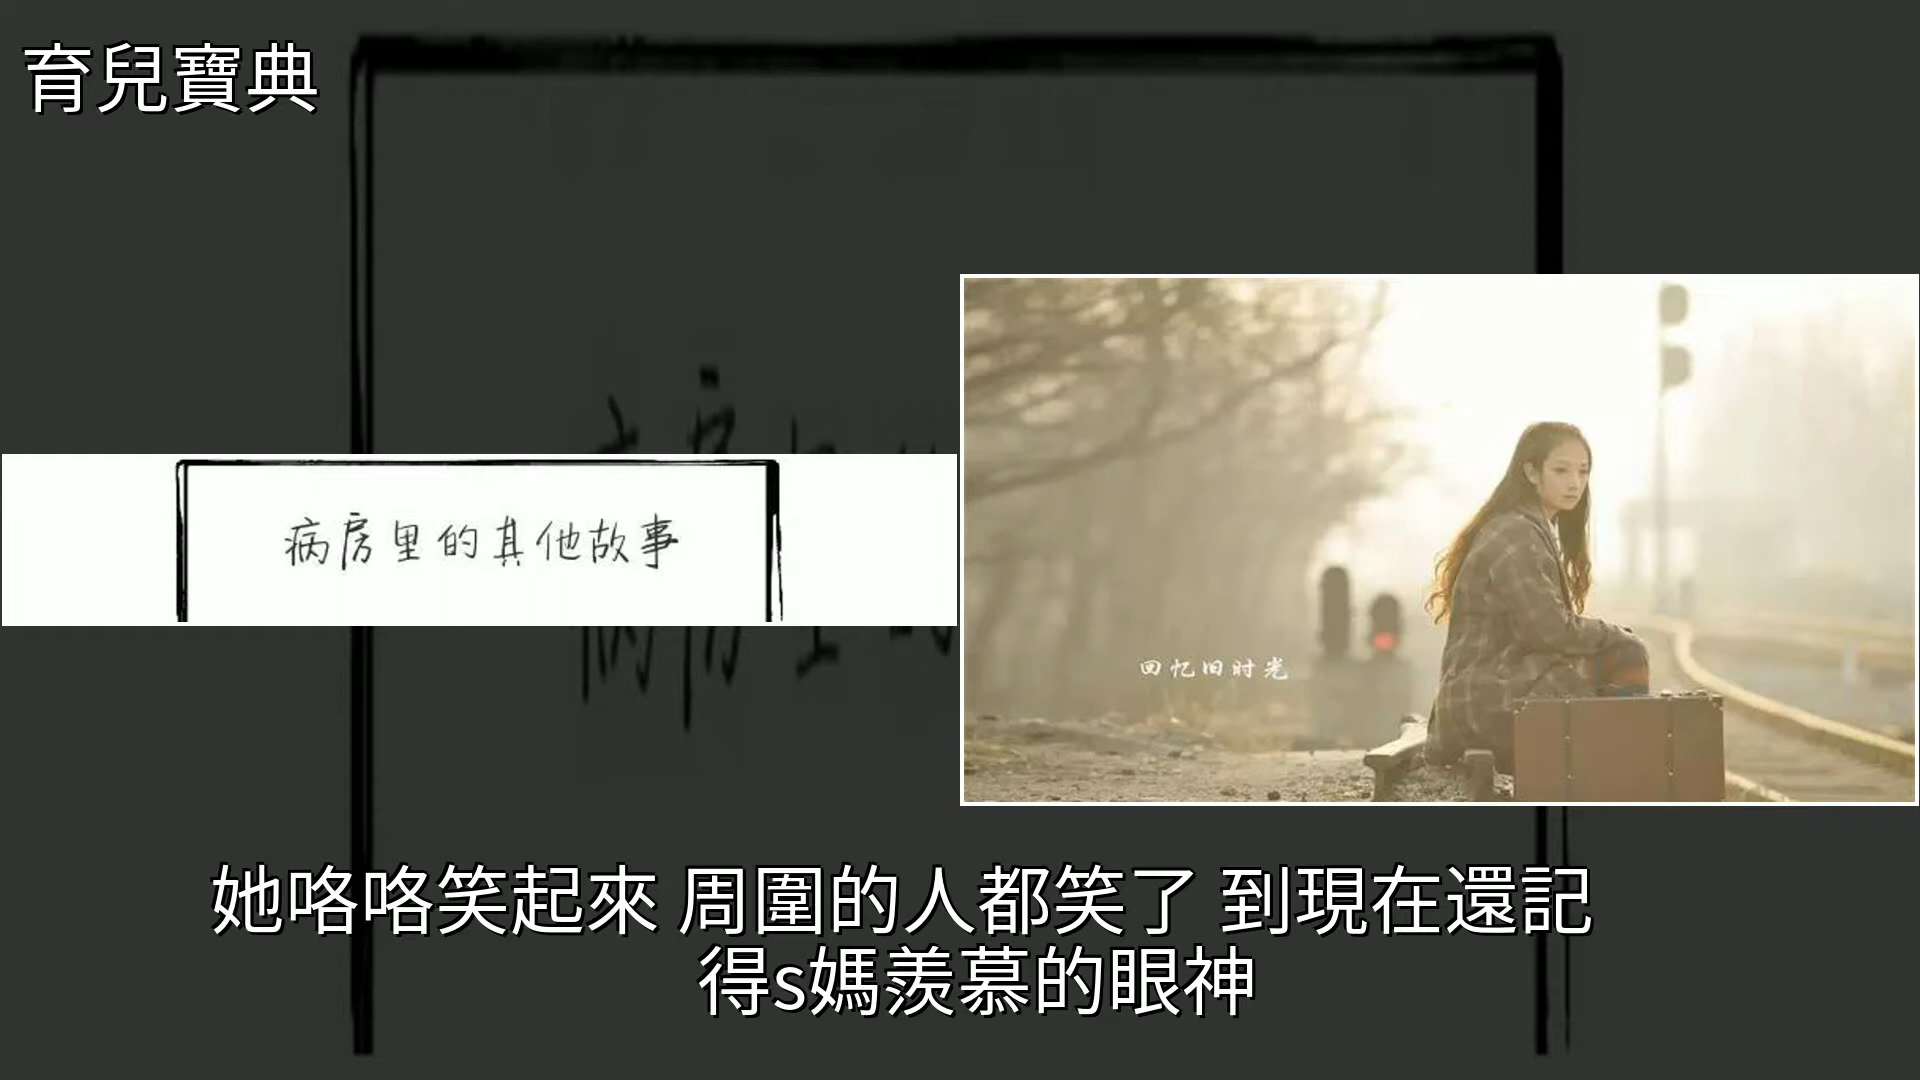 育兒寶典
病房里的其他故事
回忆旧时光
她咯咯笑起來 周圍的人都笑了 到現在還記
得s媽羨慕的眼神